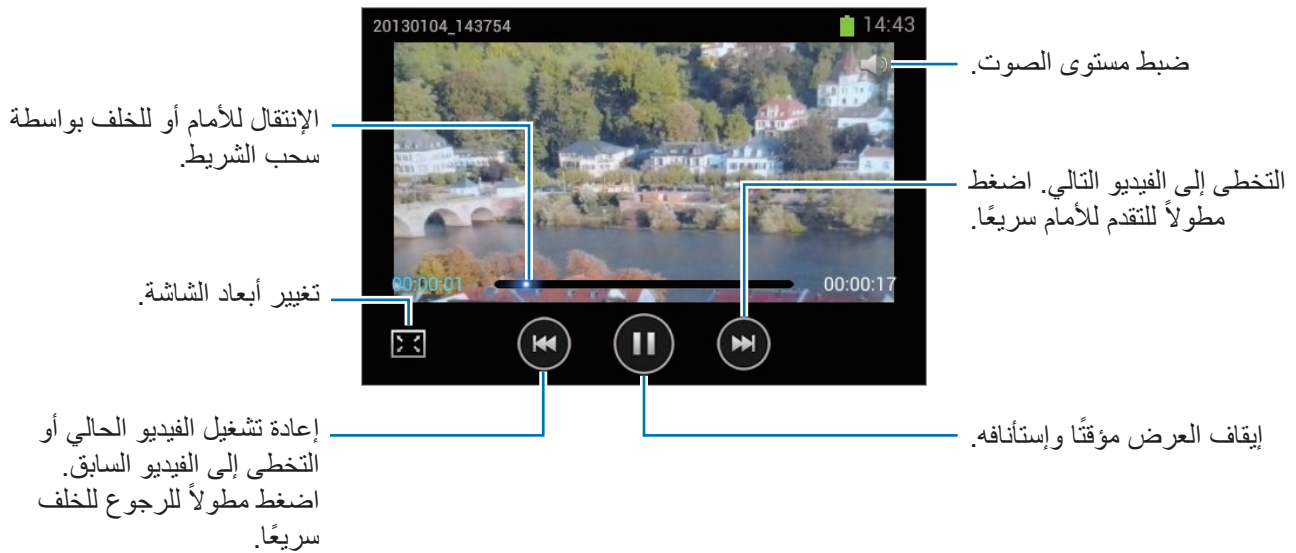 20130104_143754
14:43
ضبط مستوى الصوت.
الإنتقال للأمام أو للخلف بواسطة
سحب الشريط.
التخطى إلى الفيديو التالي. اضغط
مطولاً للتقدم للأمام سريعًا.
00:00:01
00:00:17
تغيير أبعاد الشاشة.
إعادة تشغيل الفيديو الحالي أو
التخطى إلى الفيديو السابق.
اضغط مطولاً للرجوع للخلف
سريعًا.
إيقاف العرض مؤقتًا وإستأنافه.